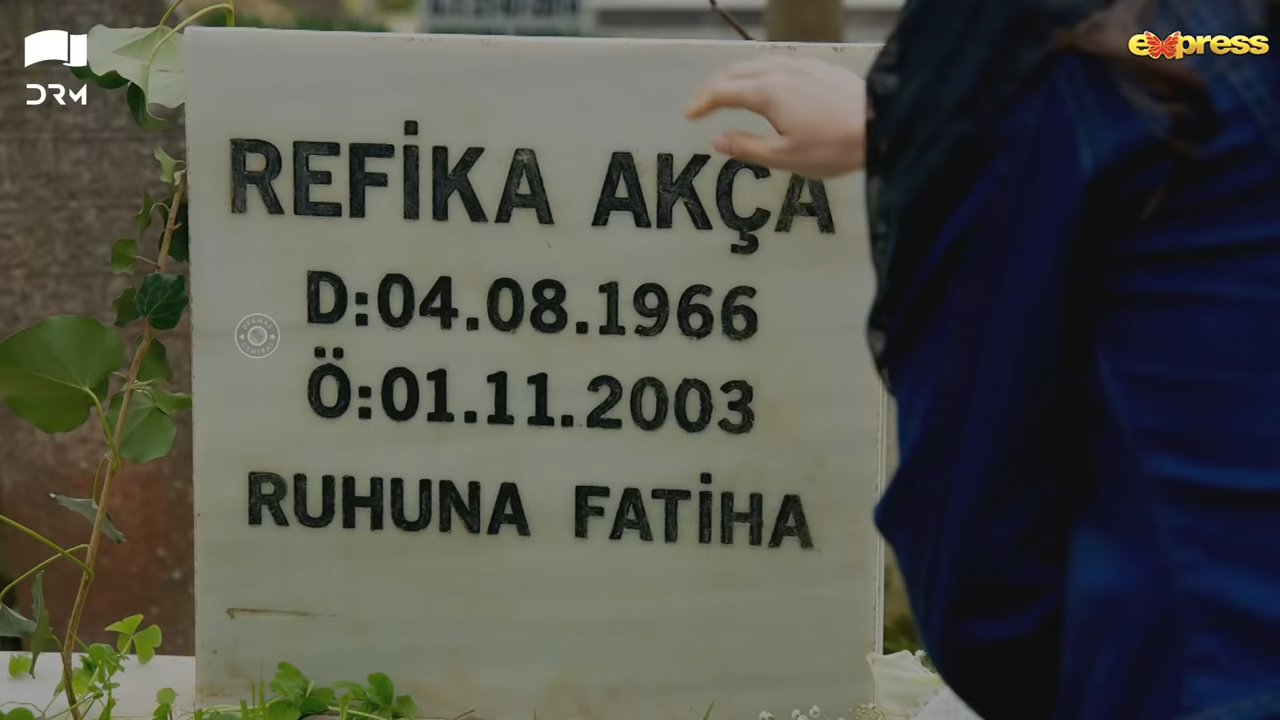 DRM
express
REFİKA AKÇA
D:04.08.1966
Ö:01.11.2003
RUHUNA FATİHA